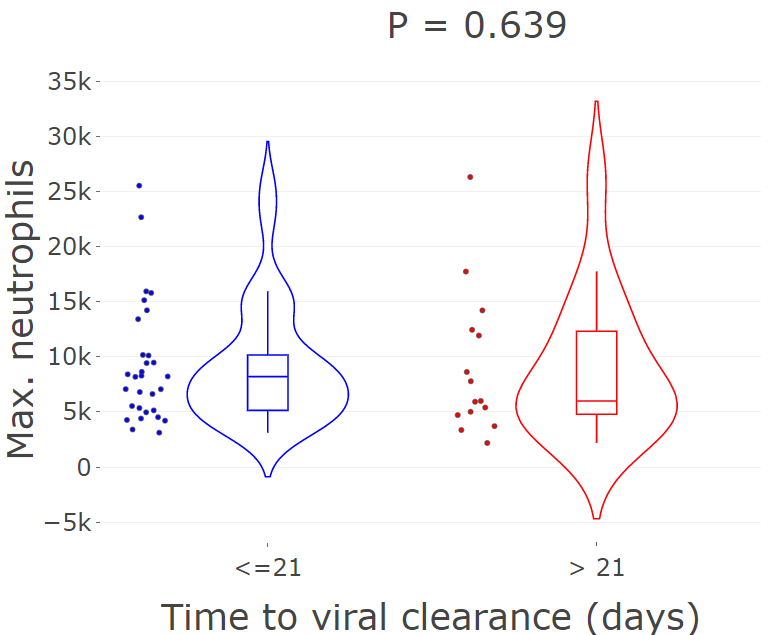 P = 0.639
Max. neutrophils
35k
30k
25k
20k
15k
10k
5k
0
−5k
<=21
> 21
Time to viral clearance (days)